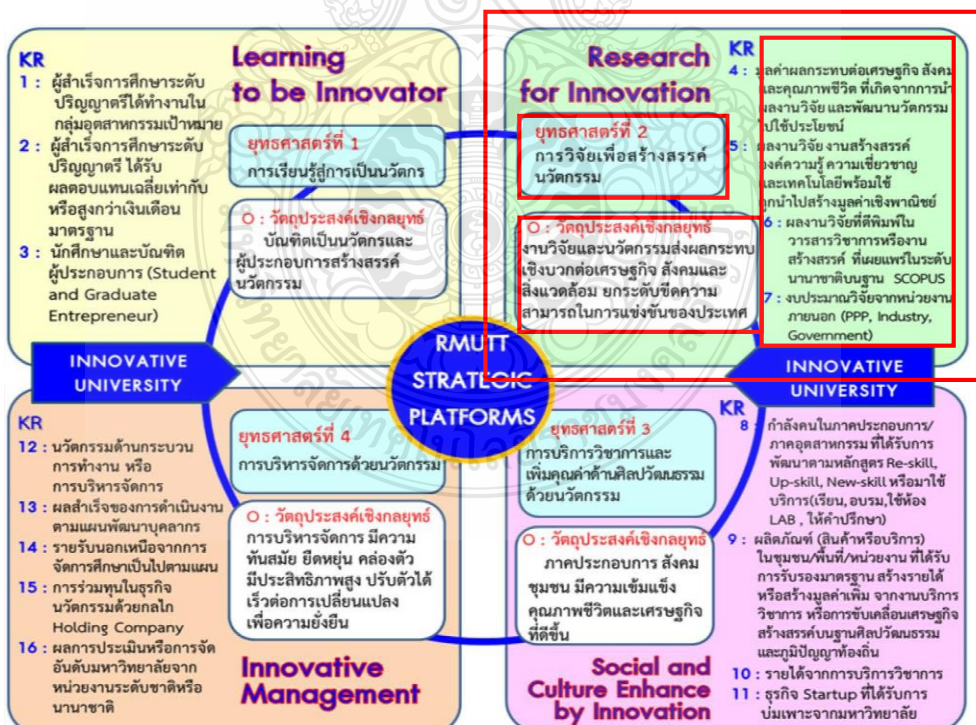 Learning
to be Innovator
KR
1 : ผู้สำเร็จการศึกษาระดับ
ปริญญาตรีได้ทำงานใน
กลุ่มอุตสาหกรรมเป้าหมาย
2 : ผู้สำเร็จการศึกษาระดับ
ปริญญาตรี ได้รับ
ผลตอบแทนเฉลี่ยเท่ากับ
หรือสูงกว่าเงินเดือน
มาตรฐาน
3 : นักศึกษาและบัณฑิต
ผู้ประกอบการ (Student
and Graduate
Entrepreneur)
ยุทธศาสตร์ที่ 1
การเรียนรู้สู่การเป็นนวัตกร
O : วัตถุประสงค์เชิงกลยุทธ์
บัณฑิตเป็นนวัตกรและ
ผู้ประกอบการสร้างสรรค์
นวัตกรรม
Research
for Innovation
ยุทธศาสตร์ที่ 2
การวิจัยเพื่อสร้างสรรค์
นวัตกรรม
O : วัตถุประสงค์เชิงกลยุทธ์
งานวิจัยและนวัตกรรมส่งผลกระทบ
เชิงบวกต่อเศรษฐกิจ สังคมและ
สิ่งแวดล้อม ยกระดับขีดความ
สามารถในการแข่งขันของประเทศ
KR
4 : มูลค่าผลกระทบต่อเศรษฐกิจ สังคม
และคุณภาพชีวิต ที่เกิดจากการนำ
ผลงานวิจัย และพัฒนานวัตกรรม
ไปใช้ประโยชน์
5 : ผลงานวิจัย งานสร้างสรรค์
องค์ความรู้ ความเชี่ยวชาญ
และเทคโนโลยีพร้อมใช้
ถูกนำไปสร้างมูลค่าเชิงพาณิชย์
6 : ผลงานวิจัยที่ตีพิมพ์ใน
วารสารวิชาการหรืองาน
สร้างสรรค์ ที่เผยแพร่ในระดับ
นานาชาติบนฐาน SCOPUS
7 : งบประมาณวิจัยจากหน่วยงาน
ภายนอก (PPP, Industry,
Government)
INNOVATIVE
UNIVERSITY
RMUTT
STRATEGIC
PLATFORMS
INNOVATIVE
UNIVERSITY
KR
12 : นวัตกรรมด้านกระบวน
การทำงาน หรือ
การบริหารจัดการ
13 : ผลสำเร็จของการดำเนินงาน
ตามแผนพัฒนาบุคลากร
14 : รายรับนอกเหนือจากการ
จัดการศึกษาเป็นไปตามแผน
15 : การร่วมทุนในธุรกิจ
นวัตกรรมด้วยกลไก
Holding Company
16 : ผลการประเมินหรือการจัด
อันดับมหาวิทยาลัยจาก
หน่วยงานระดับชาติหรือ
นานาชาติ
ยุทธศาสตร์ที่ 4
การบริหารจัดการด้วยนวัตกรรม
O : วัตถุประสงค์เชิงกลยุทธ์
การบริหารจัดการ มีความ
ทันสมัย ยืดหยุ่น คล่องตัว
มีประสิทธิภาพสูง ปรับตัวได้
เร็วต่อการเปลี่ยนแปลง
เพื่อความยั่งยืน
Innovative
Management
ยุทธศาสตร์ที่ 3
การบริการวิชาการและ
เพิ่มคุณค่าด้านศิลปวัฒนธรรม
ด้วยนวัตกรรม
O : วัตถุประสงค์เชิงกลยุทธ์
ภาคประกอบการ สังคม
ชุมชน มีความเข้มแข็ง
คุณภาพชีวิตและเศรษฐกิจ
ที่ดีขึ้น
Social and
Culture Enhance
by Innovation
KR
8 : กำลังคนในภาคประกอบการ/
ภาคอุตสาหกรรม ที่ได้รับการ
พัฒนาตามหลักสูตร Re-skill,
Up-skill, New-skill หรือมาใช้
บริการ(เรียน,อบรม,ใช้ห้อง
LAB , ให้คำปรึกษา)
9 : ผลิตภัณฑ์ (สินค้าหรือบริการ)
ในชุมชน/พื้นที่/หน่วยงาน ที่ได้รับ
การรับรองมาตรฐาน สร้างรายได้
หรือสร้างมูลค่าเพิ่ม จากงานบริการ
วิชาการ หรือการขับเคลื่อนเศรษฐกิจ
สร้างสรรค์บนฐานศิลปวัฒนธรรม
และภูมิปัญญาท้องถิ่น
10 : รายได้จากการบริการวิชาการ
11 : ธุรกิจ Startup ที่ได้รับการ
บ่มเพาะจากมหาวิทยาลัย